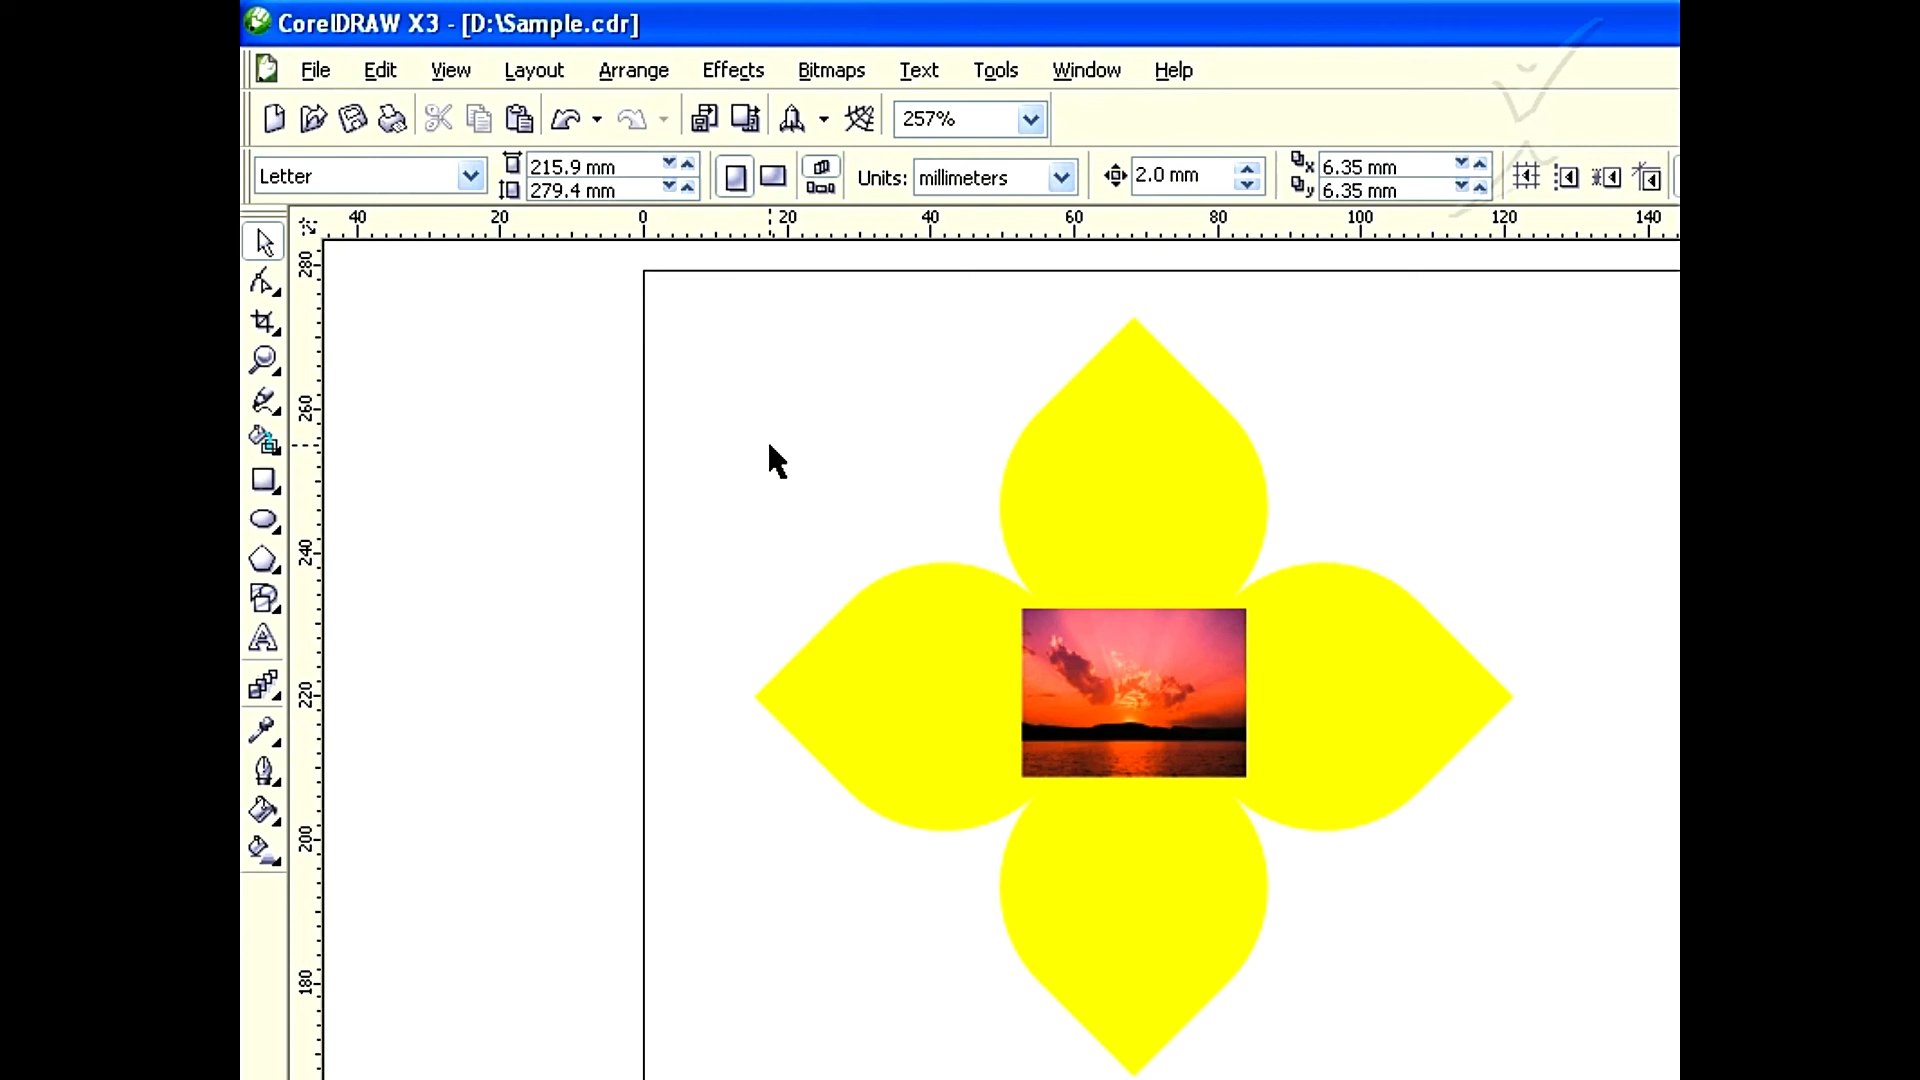 CorelDRAW X3 - [D:\Sample.cdr]
File Edit View Layout Arrange Effects Bitmaps Text Tools Window Help
257%
Letter 215.9 mm 279.4 mm Units: millimeters 2.0 mm 6.35 mm 6.35 mm
40 20 0 20 40 60 80 100 120 140
280
260
240
220
200
180